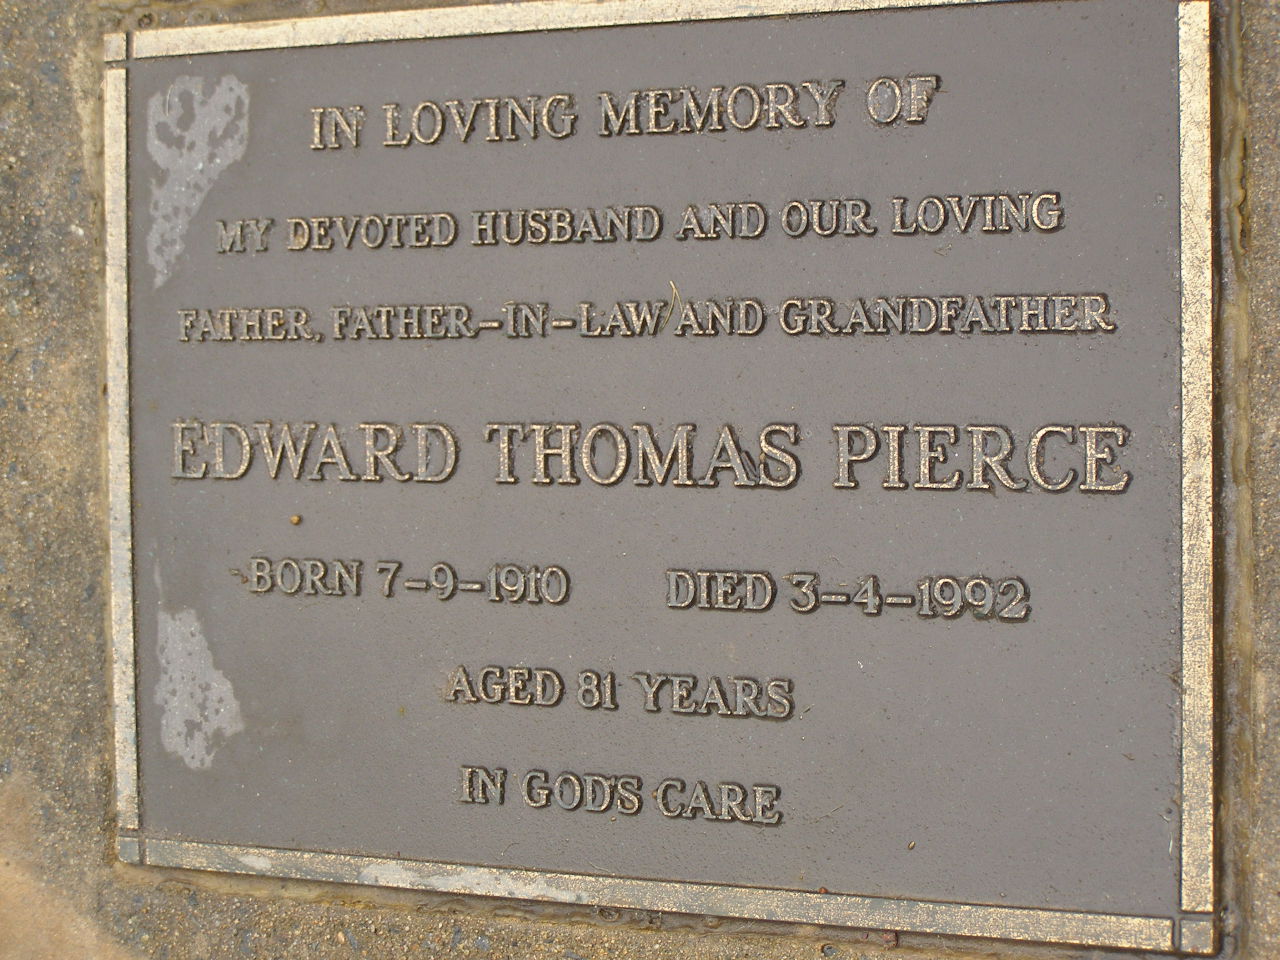 IN LOVING MEMORY OF
MY DEVOTED HUSBAND AND OUR LOVING
FATHER, FATHER-IN-LAW AND GRANDFATHER
EDWARD THOMAS PIERCE
BORN 7-9-1910 DIED 3-4-1992
AGED 81 YEARS
IN GOD'S CARE